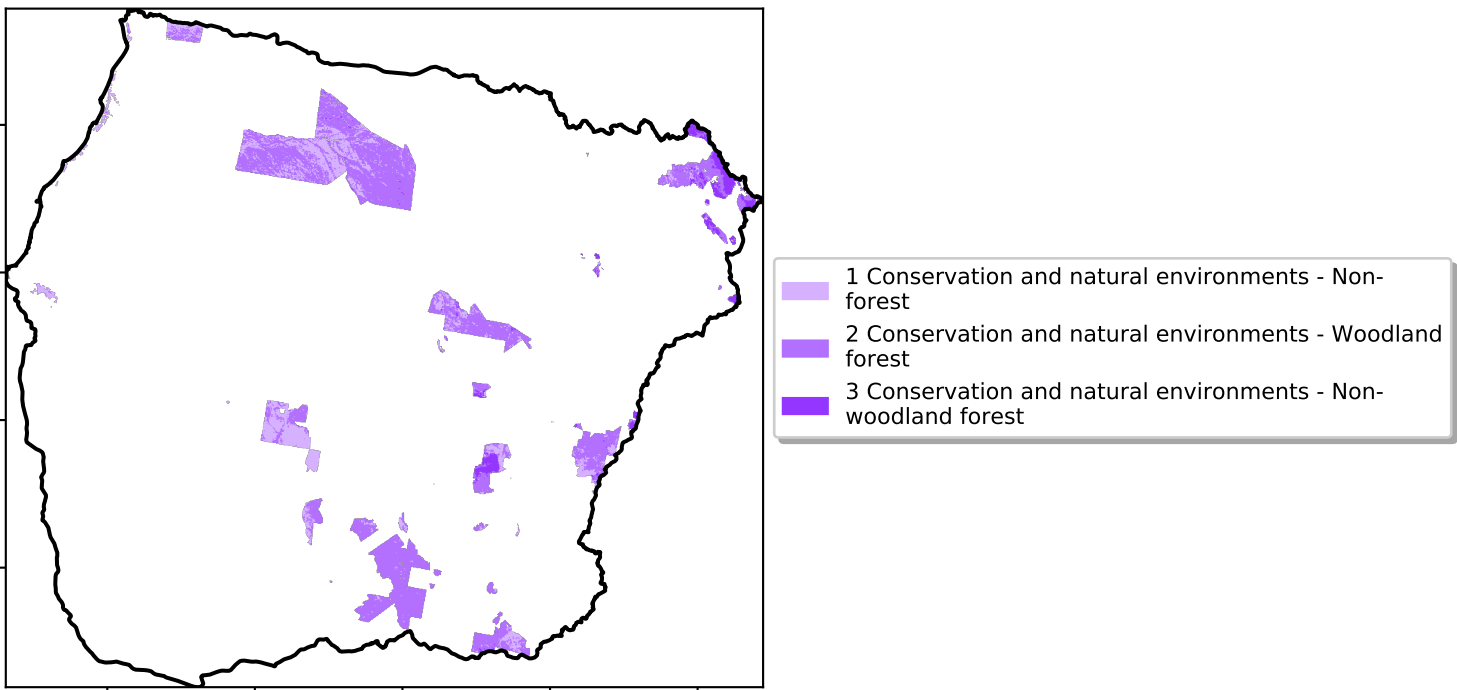 1 Conservation and natural environments - Non-
forest
2 Conservation and natural environments - Woodland
forest
3 Conservation and natural environments - Non-
woodland forest